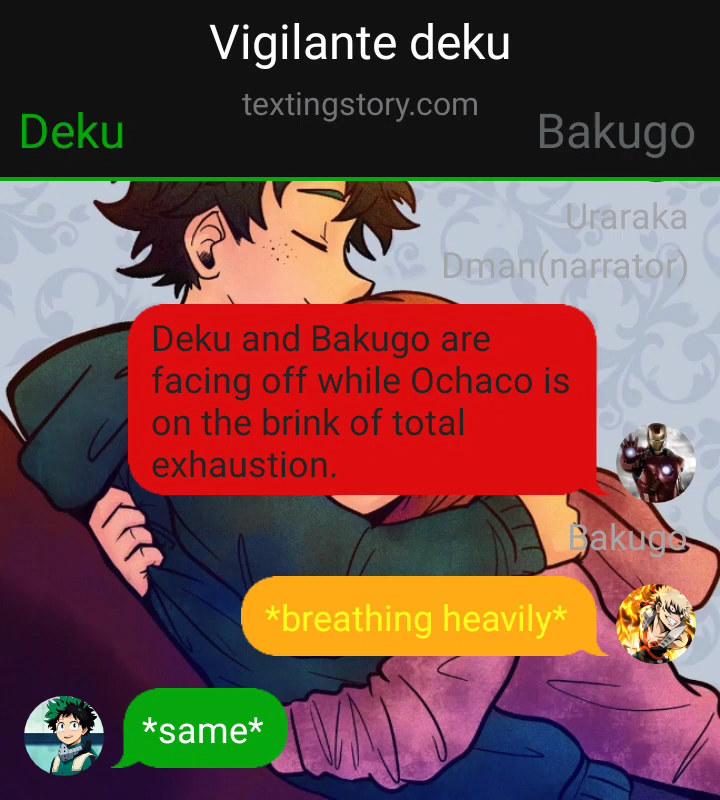 Vigilante deku
textingstory.com
Deku
Bakugo
Uraraka
Dman(narrator)
Deku and Bakugo are
facing off while Ochaco is
on the brink of total
exhaustion.
Bakugo
*breathing heavily*
*same*